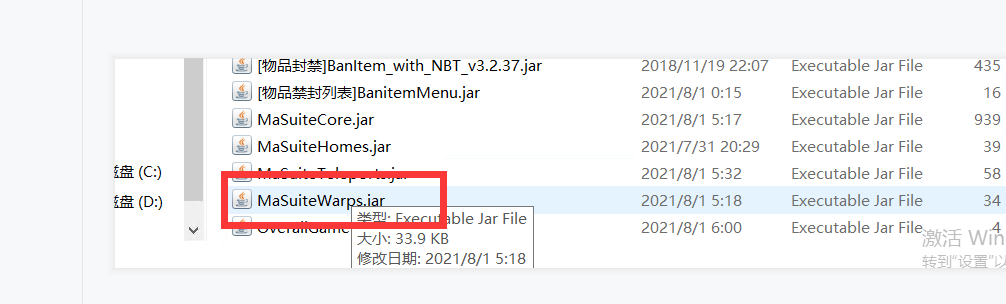 [物品封禁]BanItem_with_NBT_v3.2.37.jar 2018/11/19 22:07 Executable Jar File 435
[物品禁封列表]BanitemMenu.jar 2021/8/1 0:15 Executable Jar File 16
MaSuiteCore.jar 2021/8/1 5:17 Executable Jar File 939
MaSuiteHomes.jar 2021/7/31 20:29 Executable Jar File 39
磁盘 (C:) MaSuiteTeleports.jar 2021/8/1 5:32 Executable Jar File 58
磁盘 (D:) MaSuiteWarps.jar 2021/8/1 5:18 Executable Jar File 34
OverallGame 2021/8/1 6:00 Executable Jar File 4
类型: Executable Jar File
大小: 33.9 KB
修改日期: 2021/8/1 5:18
激活 Win
转到"设置"以